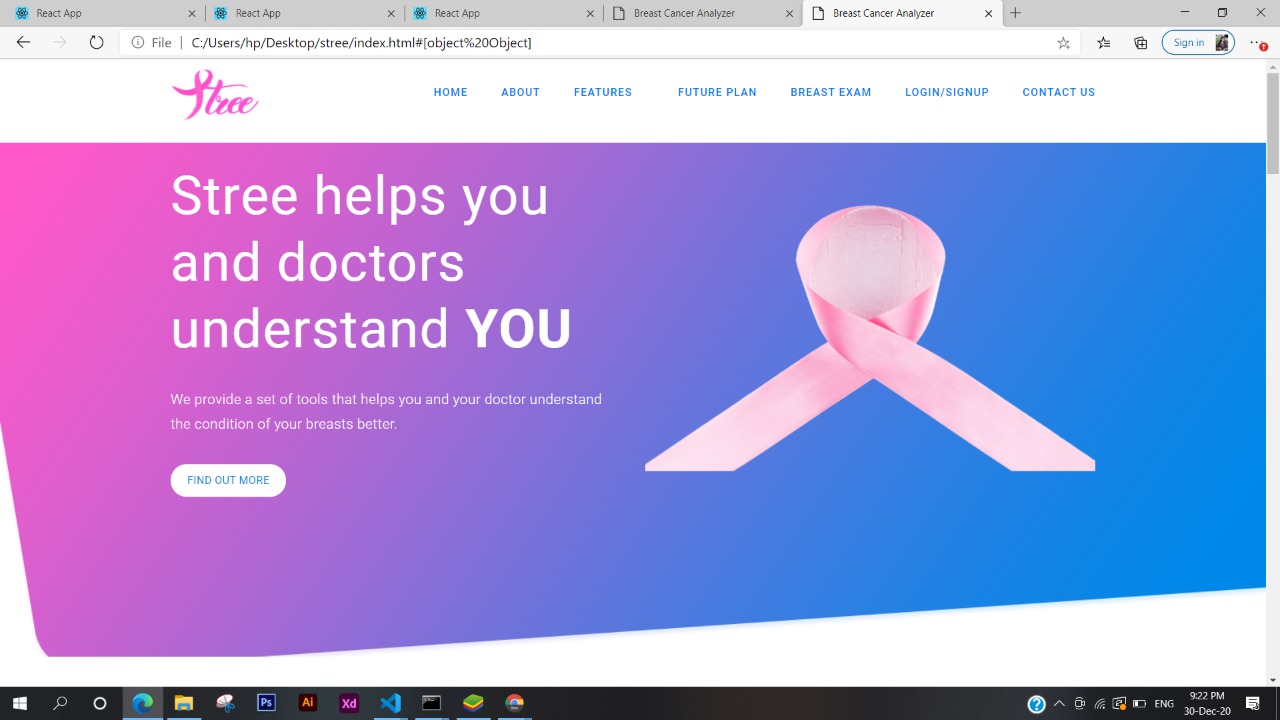 React App
React App
React App
Breast Cancer Analyzer
Breast Cancer Analyzer
File
C:/Users/hp/Desktop/stree/index.html#[object%20Object]
Sign in
Stree
HOME
ABOUT
FEATURES
FUTURE PLAN
BREAST EXAM
LOGIN/SIGNUP
CONTACT US
Stree helps you
and doctors
understand YOU
We provide a set of tools that helps you and your doctor understand
the condition of your breasts better.
FIND OUT MORE
Ps
Ai
Xd
ENG
9:22 PM
30-Dec-20